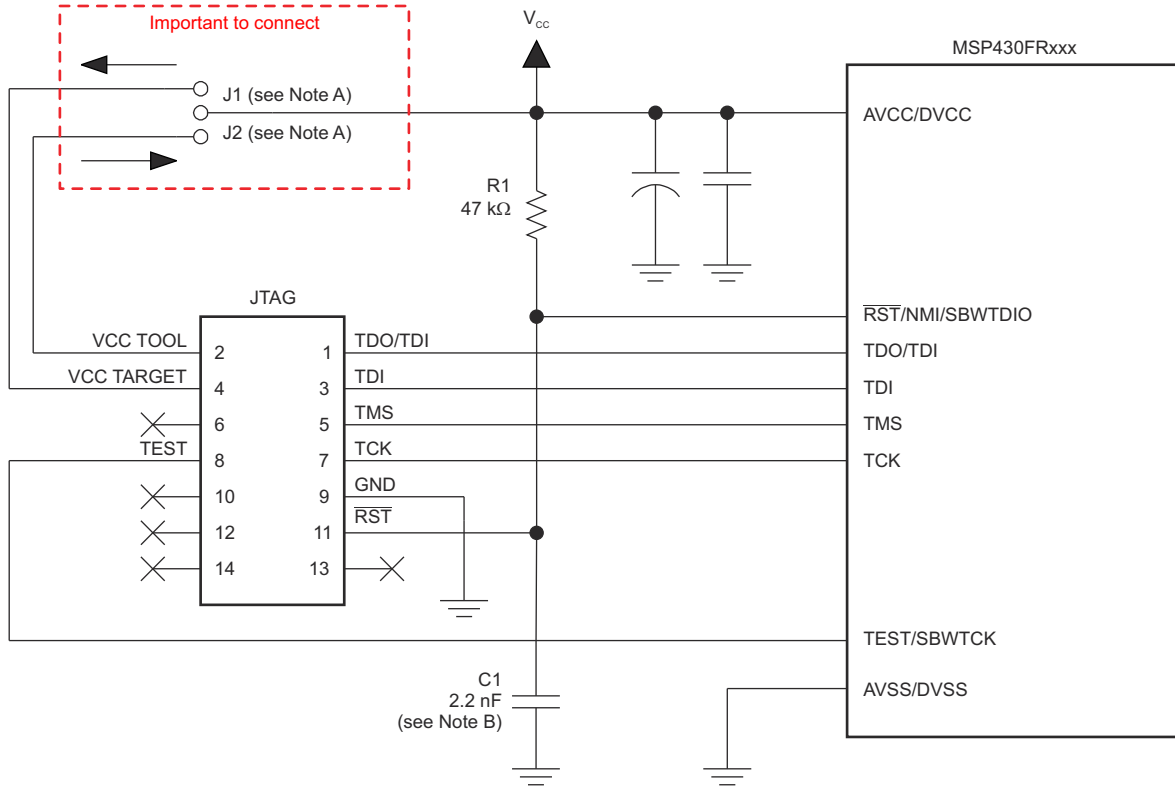 Important to connect
V_CC
MSP430FRxxx
J1 (see Note A)
J2 (see Note A)
AVCC/DVCC
R1
47 kΩ
JTAG
RST/NMI/SBWTDIO
VCC TOOL
2
1
TDO/TDI
TDO/TDI
VCC TARGET
4
3
TDI
TDI
6
5
TMS
TMS
TEST
8
7
TCK
TCK
10
9
GND
12
11
RST
14
13
TEST/SBWTCK
C1
2.2 nF
(see Note B)
AVSS/DVSS